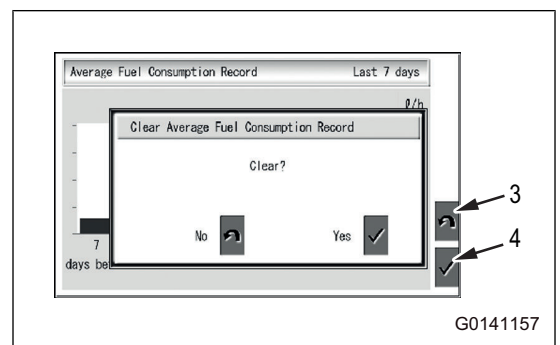 Average Fuel Consumption Record Last 7 days
ℓ/h
Clear Average Fuel Consumption Record
Clear?
No Yes
7
days be
3
4
G0141157